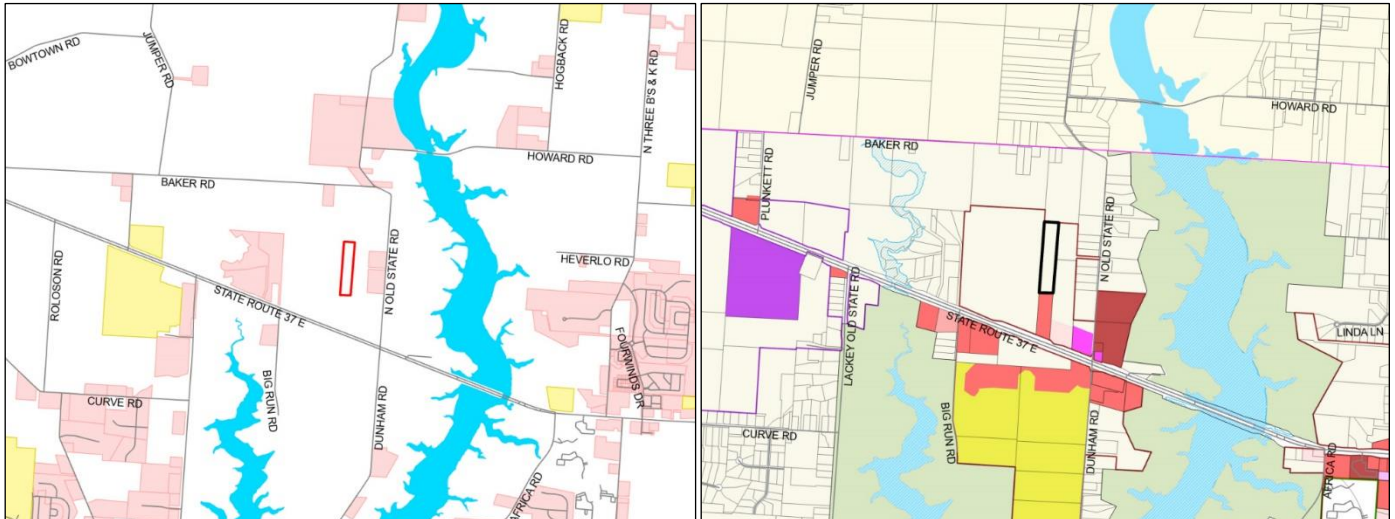 BOWTOWN RD
JUMPER RD
HOGBACK RD
N THREE B'S & K RD
HOWARD RD
BAKER RD
ROLOSON RD
N OLD STATE RD
HEVERLO RD
STATE ROUTE 37 E
FOURWINDS DR
BIG RUN RD
CURVE RD
DUNHAM RD
AFRICA RD
JUMPER RD
HOWARD RD
BAKER RD
PLUNKETT RD
N OLD STATE RD
LACKEY OLD STATE RD
STATE ROUTE 37 E
LINDA LN
BIG RUN RD
CURVE RD
DUNHAM RD
AFRICA RD